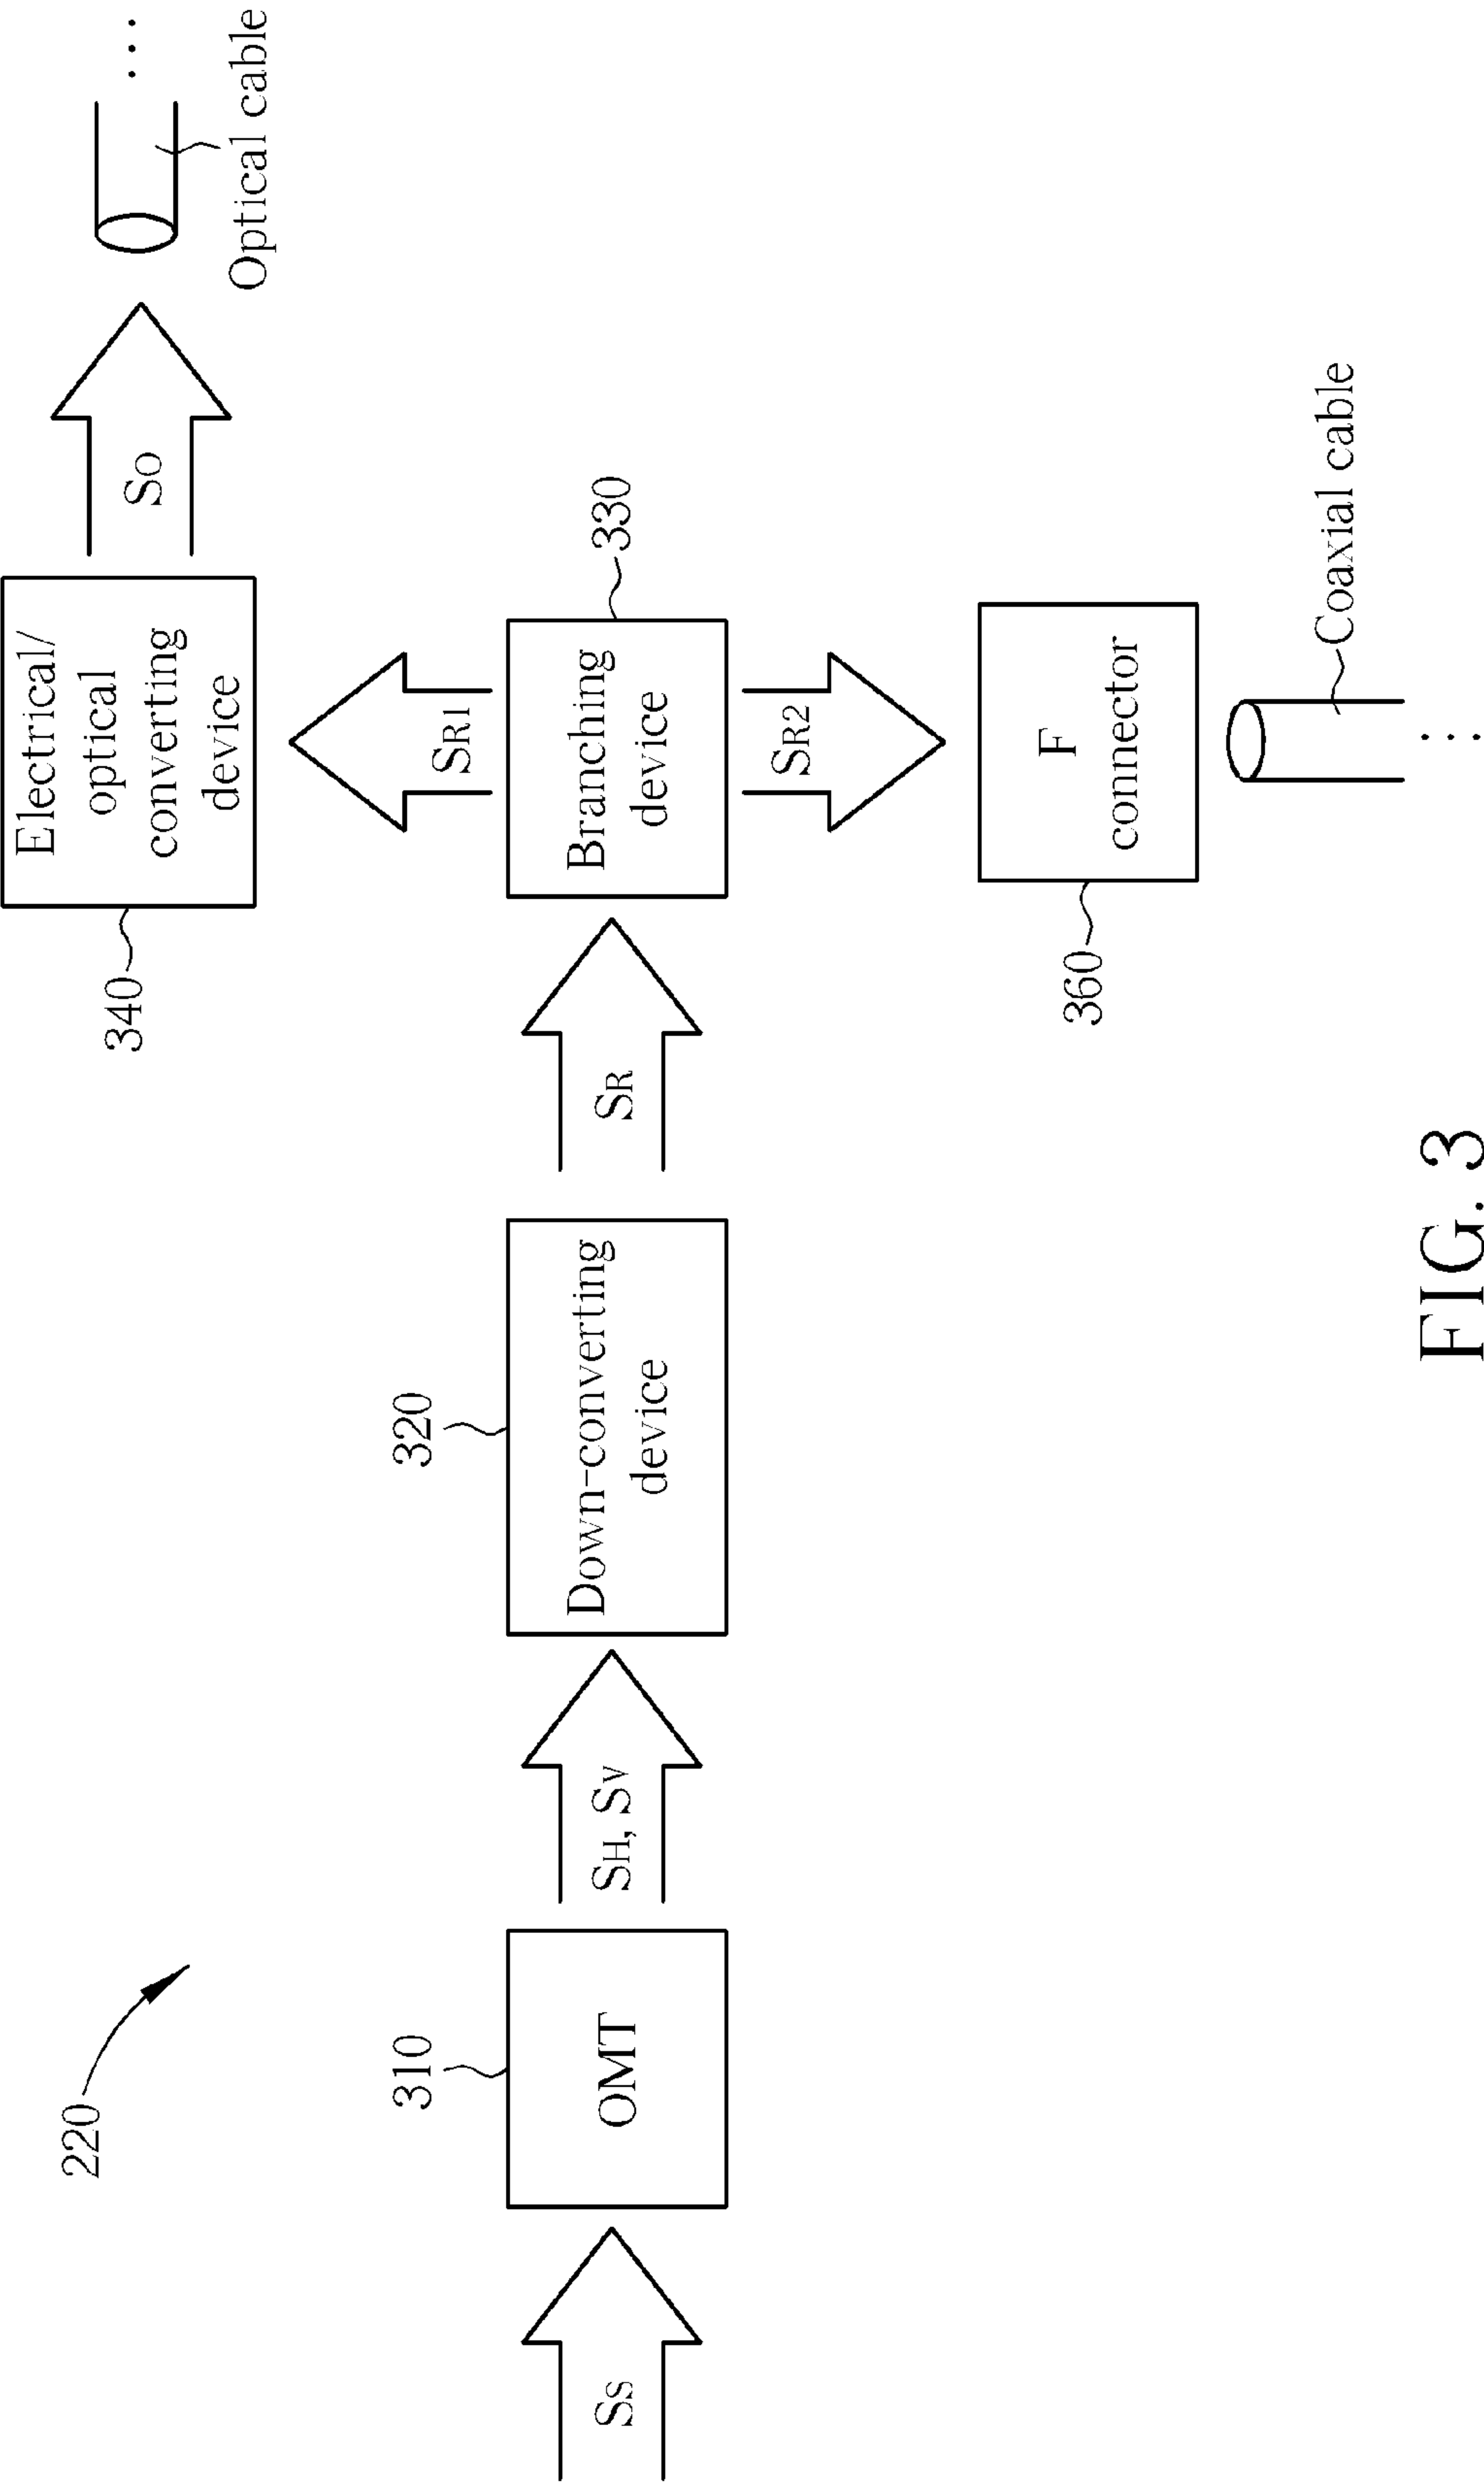 220
340
Electrical/
optical
converting
device
So
Optical cable
SR1
310
320
330
Ss
OMT
SH, SV
Down-converting
device
SR
Branching
device
SR2
360
F
connector
Coaxial cable
FIG. 3